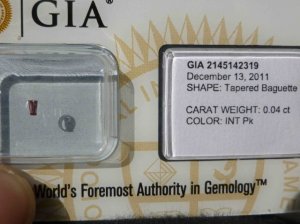 GIA
GIA 2145142319
December 13, 2011
SHAPE: Tapered Baguette
CARAT WEIGHT: 0.04 ct
COLOR: INT Pk
World's Foremost Authority in Gemology™